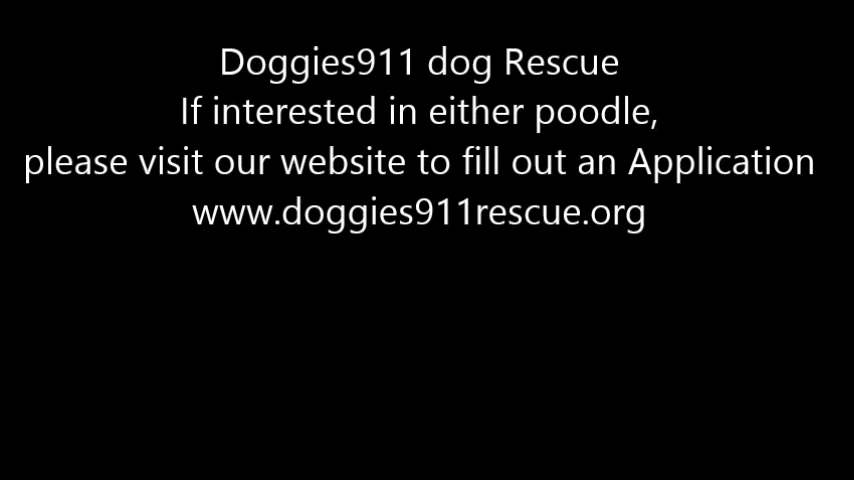 Doggies911 dog Rescue
If interested in either poodle,
please visit our website to fill out an Application
www.doggies911rescue.org